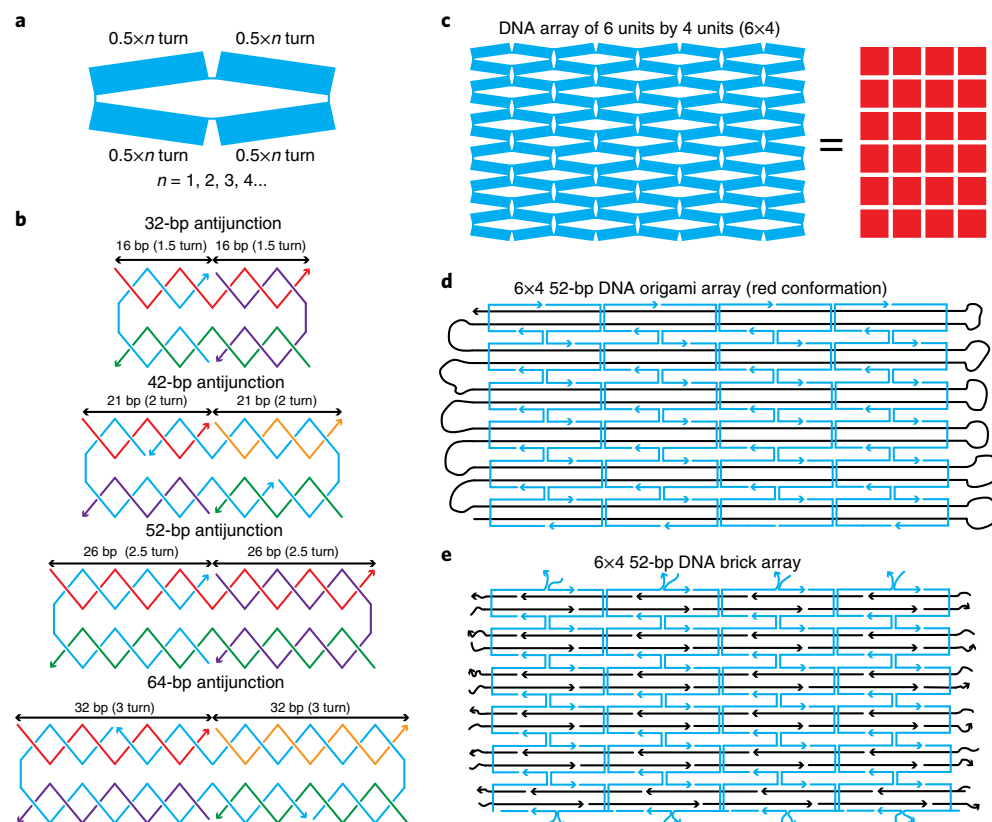 a
0.5×n turn 0.5×n turn
0.5×n turn 0.5×n turn
n = 1, 2, 3, 4...
b
32-bp antijunction
16 bp (1.5 turn) 16 bp (1.5 turn)
42-bp antijunction
21 bp (2 turn) 21 bp (2 turn)
52-bp antijunction
26 bp (2.5 turn) 26 bp (2.5 turn)
64-bp antijunction
32 bp (3 turn) 32 bp (3 turn)
c
DNA array of 6 units by 4 units (6×4)
=
d
6×4 52-bp DNA origami array (red conformation)
e
6×4 52-bp DNA brick array